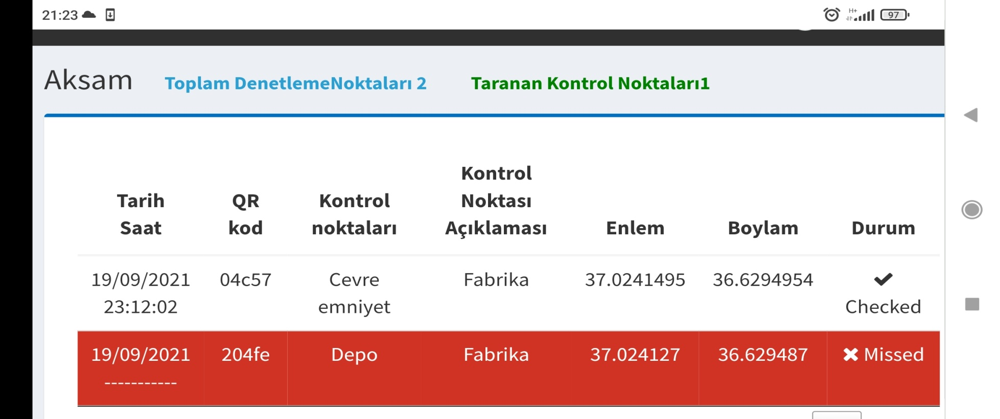 21:23
H+
97
Aksam
Toplam DenetlemeNoktaları 2
Taranan Kontrol Noktaları1
Tarih
Saat
QR
kod
Kontrol
noktaları
Kontrol
Noktası
Açıklaması
Enlem
Boylam
Durum
19/09/2021
23:12:02
04c57
Cevre
emniyet
Fabrika
37.0241495
36.6294954
Checked
19/09/2021
-----------
204fe
Depo
Fabrika
37.024127
36.629487
Missed